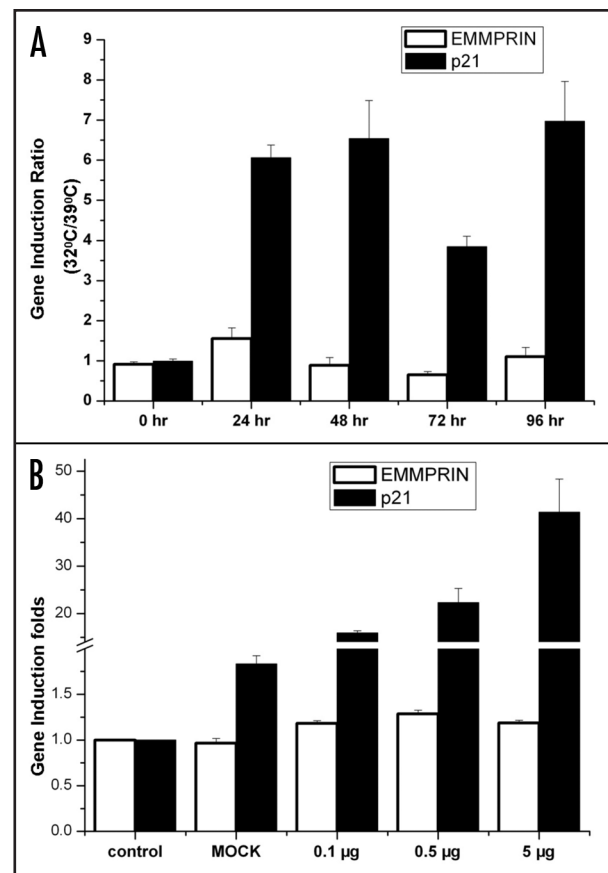 A
EMMPRIN
p21
Gene Induction Ratio
(32⁰C/39⁰C)
9
8
7
6
5
4
3
2
1
0
0 hr 24 hr 48 hr 72 hr 96 hr
B
EMMPRIN
p21
Gene Induction folds
50
40
30
20
1.5
1.0
0.5
0.0
control MOCK 0.1 µg 0.5 µg 5 µg